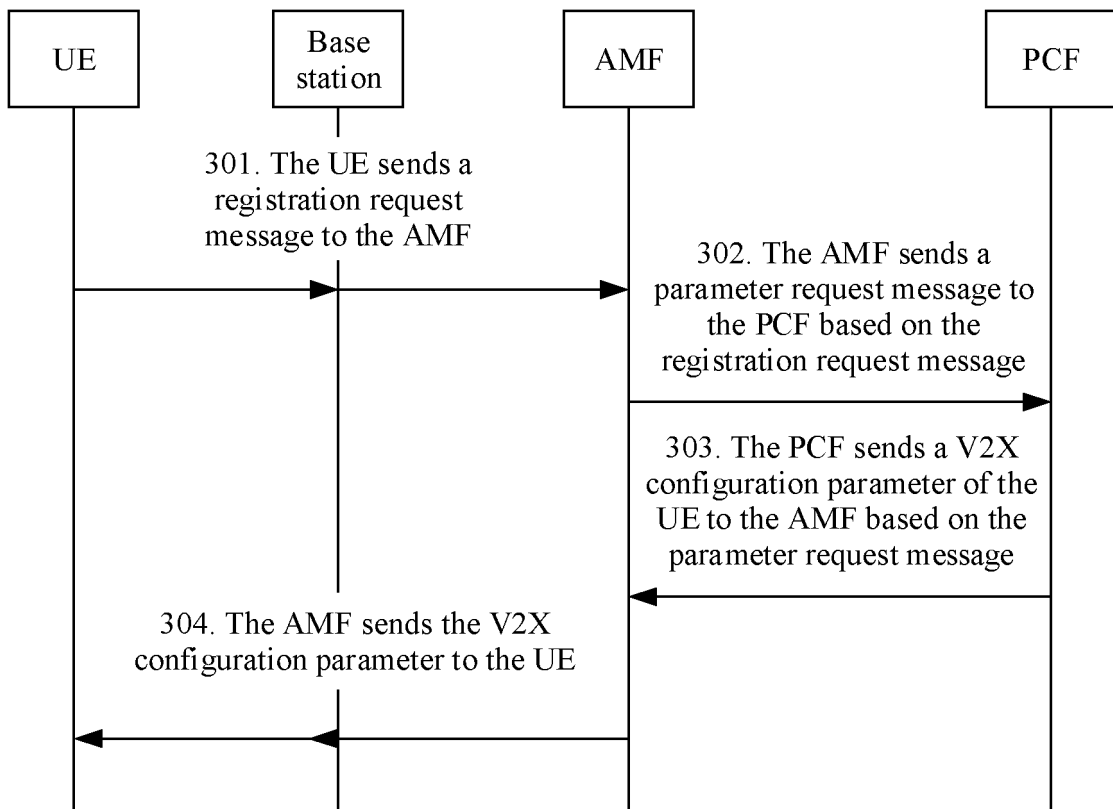 UE
Base
station
AMF
PCF
301. The UE sends a
registration request
message to the AMF
302. The AMF sends a
parameter request message to
the PCF based on the
registration request message
303. The PCF sends a V2X
configuration parameter of the
UE to the AMF based on the
parameter request message
304. The AMF sends the V2X
configuration parameter to the UE